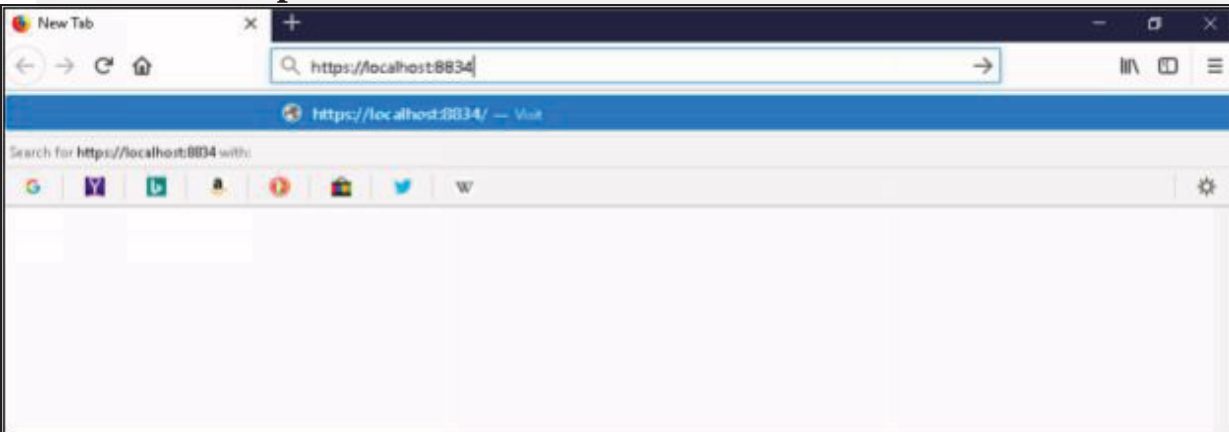 New Tab
https://localhost:8834
https://localhost:8834/ — Visit
Search for https://localhost:8834 with: